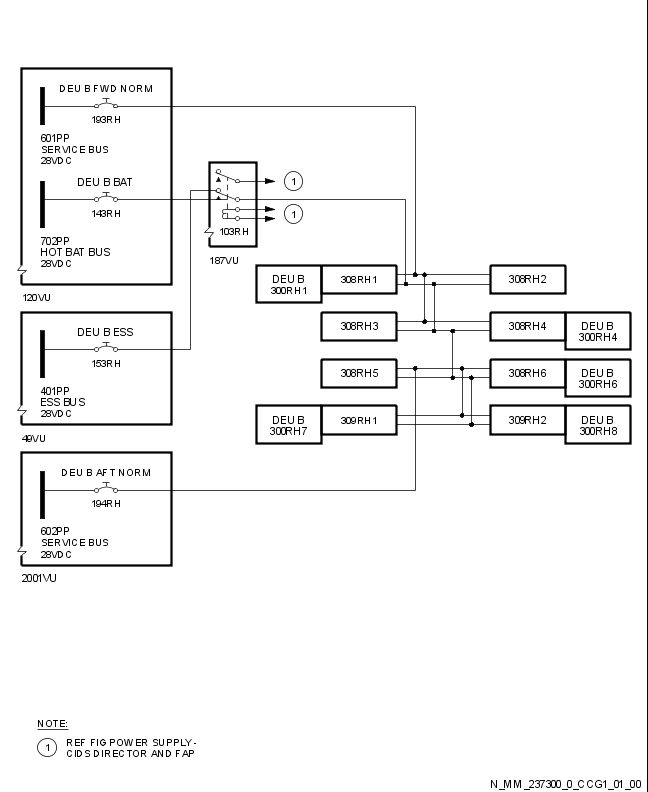 DEU B FWD NORM
193RH
601PP
SERVICE BUS
28VDC
DEU B BAT
143RH
702PP
HOT BAT BUS
28VDC
120VU
1
1
103RH
187VU
DEU B
300RH1
308RH1
308RH2
308RH3
308RH4
DEU B
300RH4
308RH5
308RH6
DEU B
300RH6
DEU B
300RH7
309RH1
309RH2
DEU B
300RH8
DEU B ESS
153RH
401PP
ESS BUS
28VDC
49VU
DEU B AFT NORM
194RH
602PP
SERVICE BUS
28VDC
2001VU
NOTE:
1 REF FIG POWER SUPPLY-
CIDS DIRECTOR AND FAP
N_MM_237300_0_CCG1_01_00